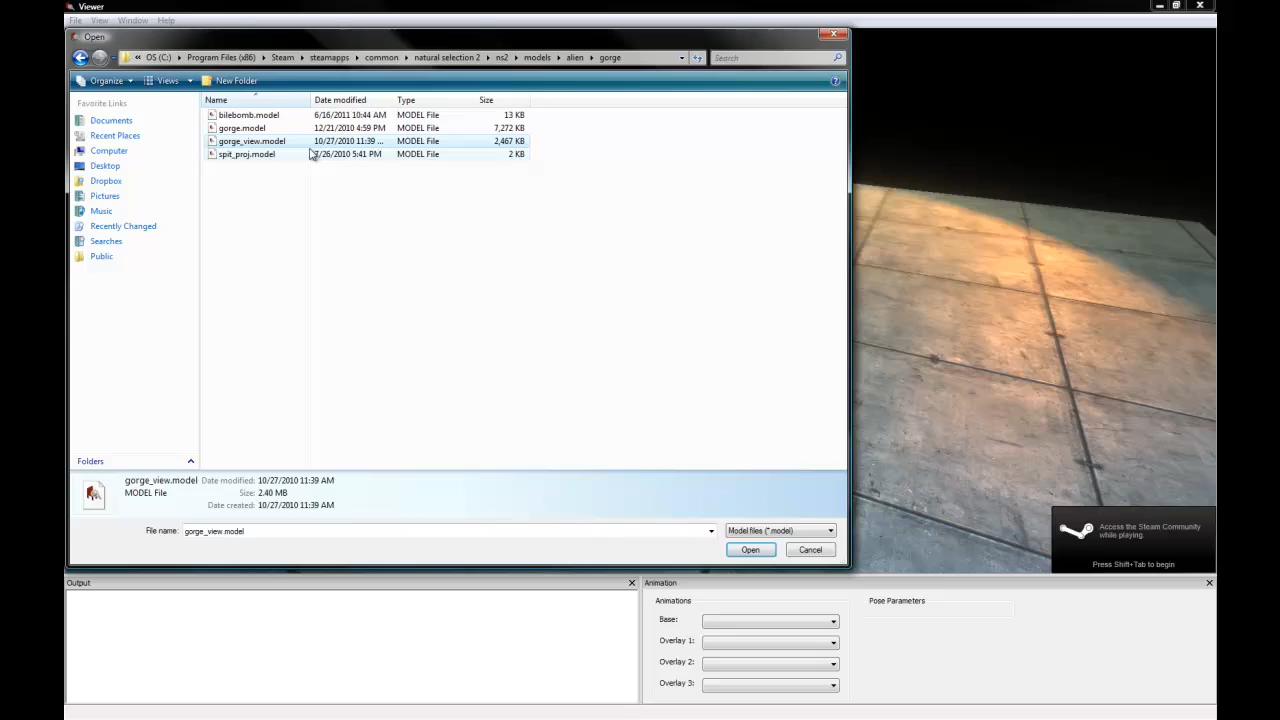 Viewer
File View Window Help
Open
« OS (C:) Program Files (x86) Steam steamapps common natural selection 2 ns2 models alien gorge Search
Organize Views New Folder
Favorite Links
Documents
Recent Places
Computer
Desktop
Dropbox
Pictures
Music
Recently Changed
Searches
Public
Folders
Name Date modified Type Size
bilebomb.model 6/16/2011 10:44 AM MODEL File 13 KB
gorge.model 12/21/2010 4:59 PM MODEL File 7,272 KB
gorge_view.model 10/27/2010 11:39 ... MODEL File 2,467 KB
spit_proj.model /26/2010 5:41 PM MODEL File 2 KB
gorge_view.model Date modified: 10/27/2010 11:39 AM
MODEL File Size: 2.40 MB
Date created: 10/27/2010 11:39 AM
File name: gorge_view.model Model files (*.model)
Open Cancel
Access the Steam Community
while playing.
Press Shift+Tab to begin
Output
Animation
Animations
Base:
Overlay 1:
Overlay 2:
Overlay 3:
Pose Parameters